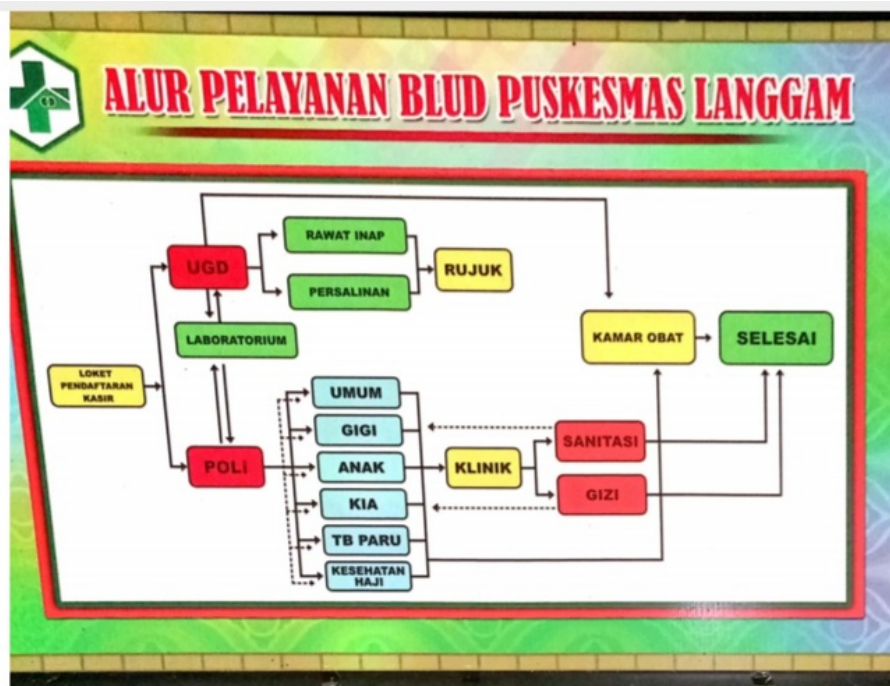 ALUR PELAYANAN BLUD PUSKESMAS LANGGAM
RAWAT INAP
UGD
RUJUK
PERSALINAN
LABORATORIUM
KAMAR OBAT
SELESAI
LOKET
PENDAFTARAN
KASIR
UMUM
GIGI
SANITASI
POLi
ANAK
KLINIK
GIZI
KIA
TB PARU
KESEHATAN
HAJI